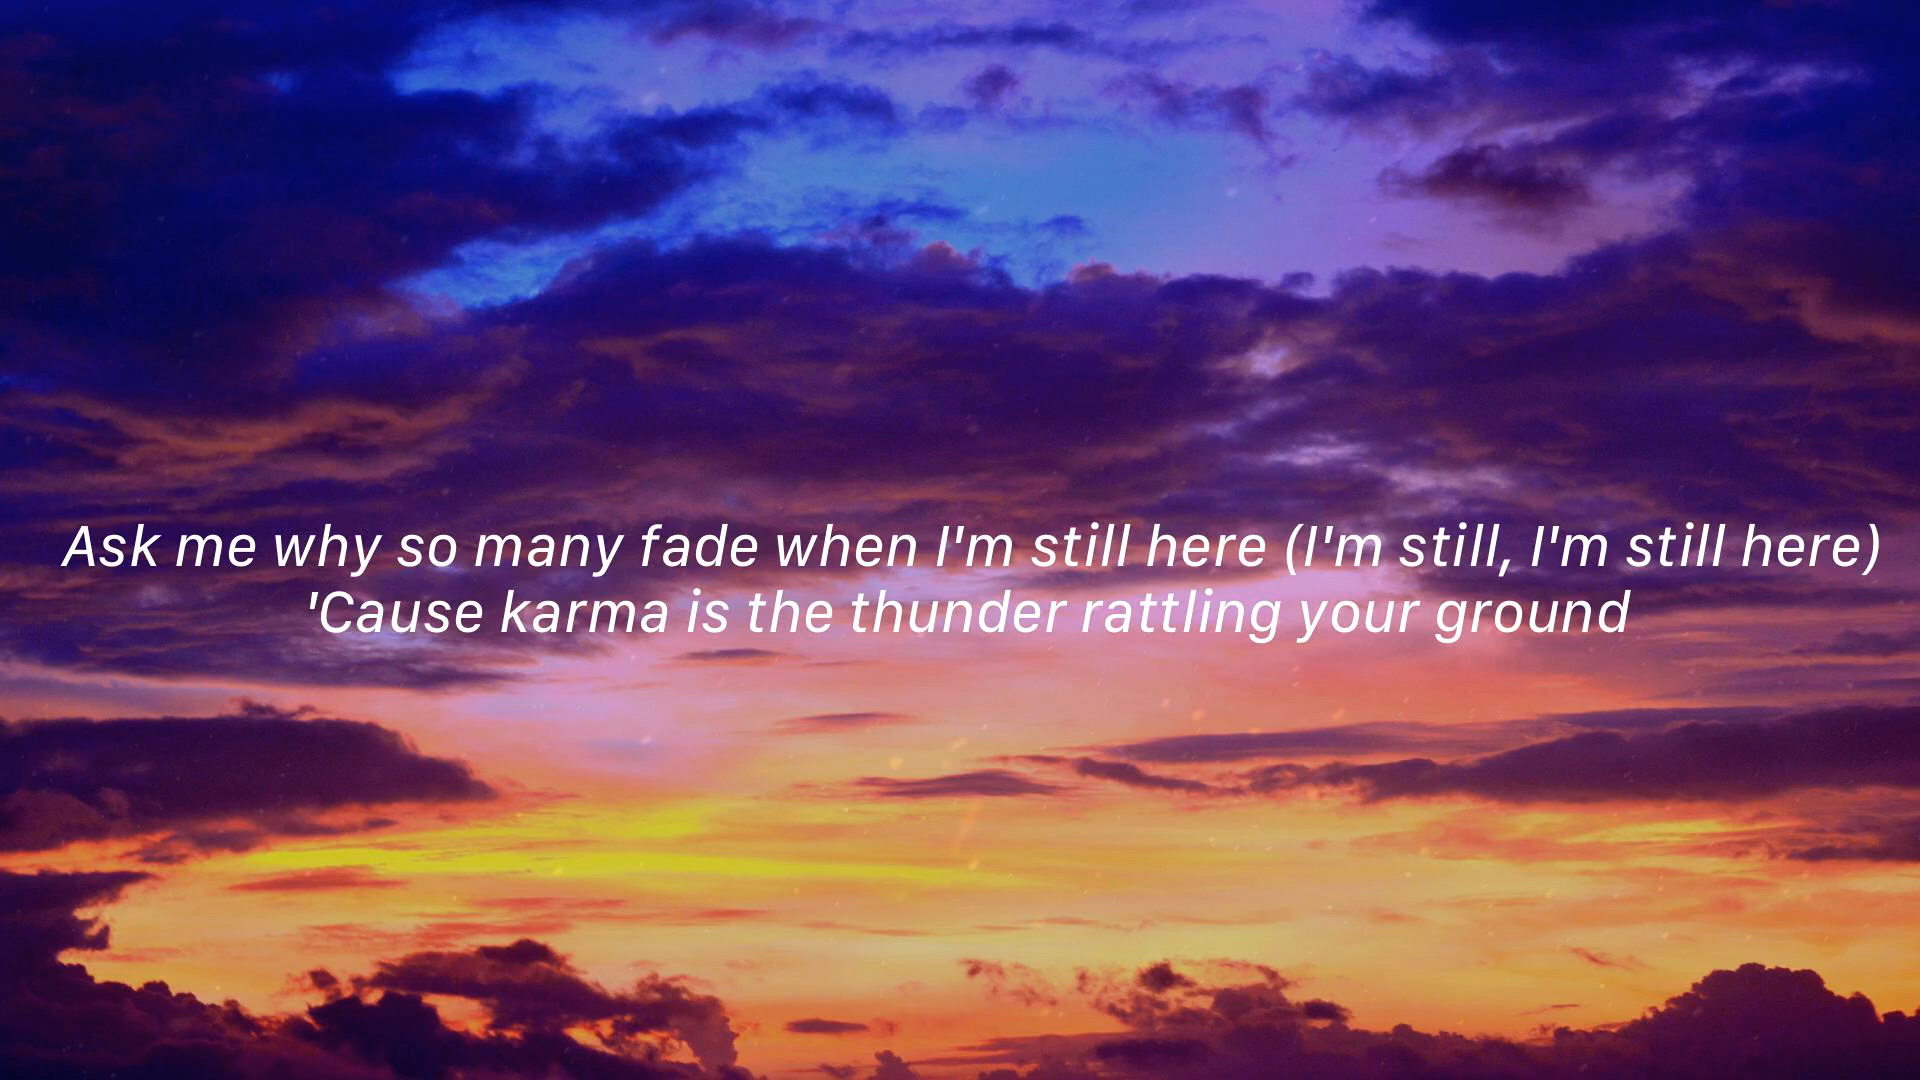 Ask me why so many fade when I'm still here (I'm still, I'm still here)
'Cause karma is the thunder rattling your ground